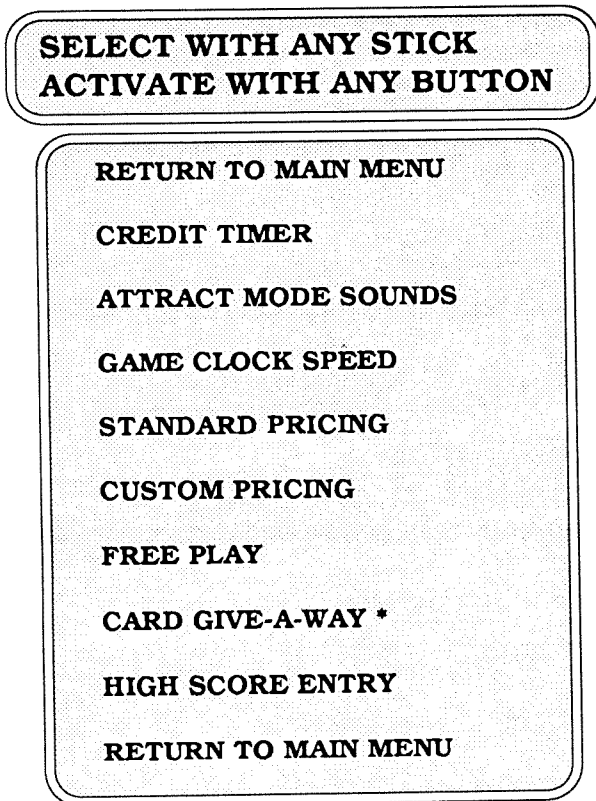 SELECT WITH ANY STICK
ACTIVATE WITH ANY BUTTON
RETURN TO MAIN MENU
CREDIT TIMER
ATTRACT MODE SOUNDS
GAME CLOCK SPEED
STANDARD PRICING
CUSTOM PRICING
FREE PLAY
CARD GIVE-A-WAY *
HIGH SCORE ENTRY
RETURN TO MAIN MENU